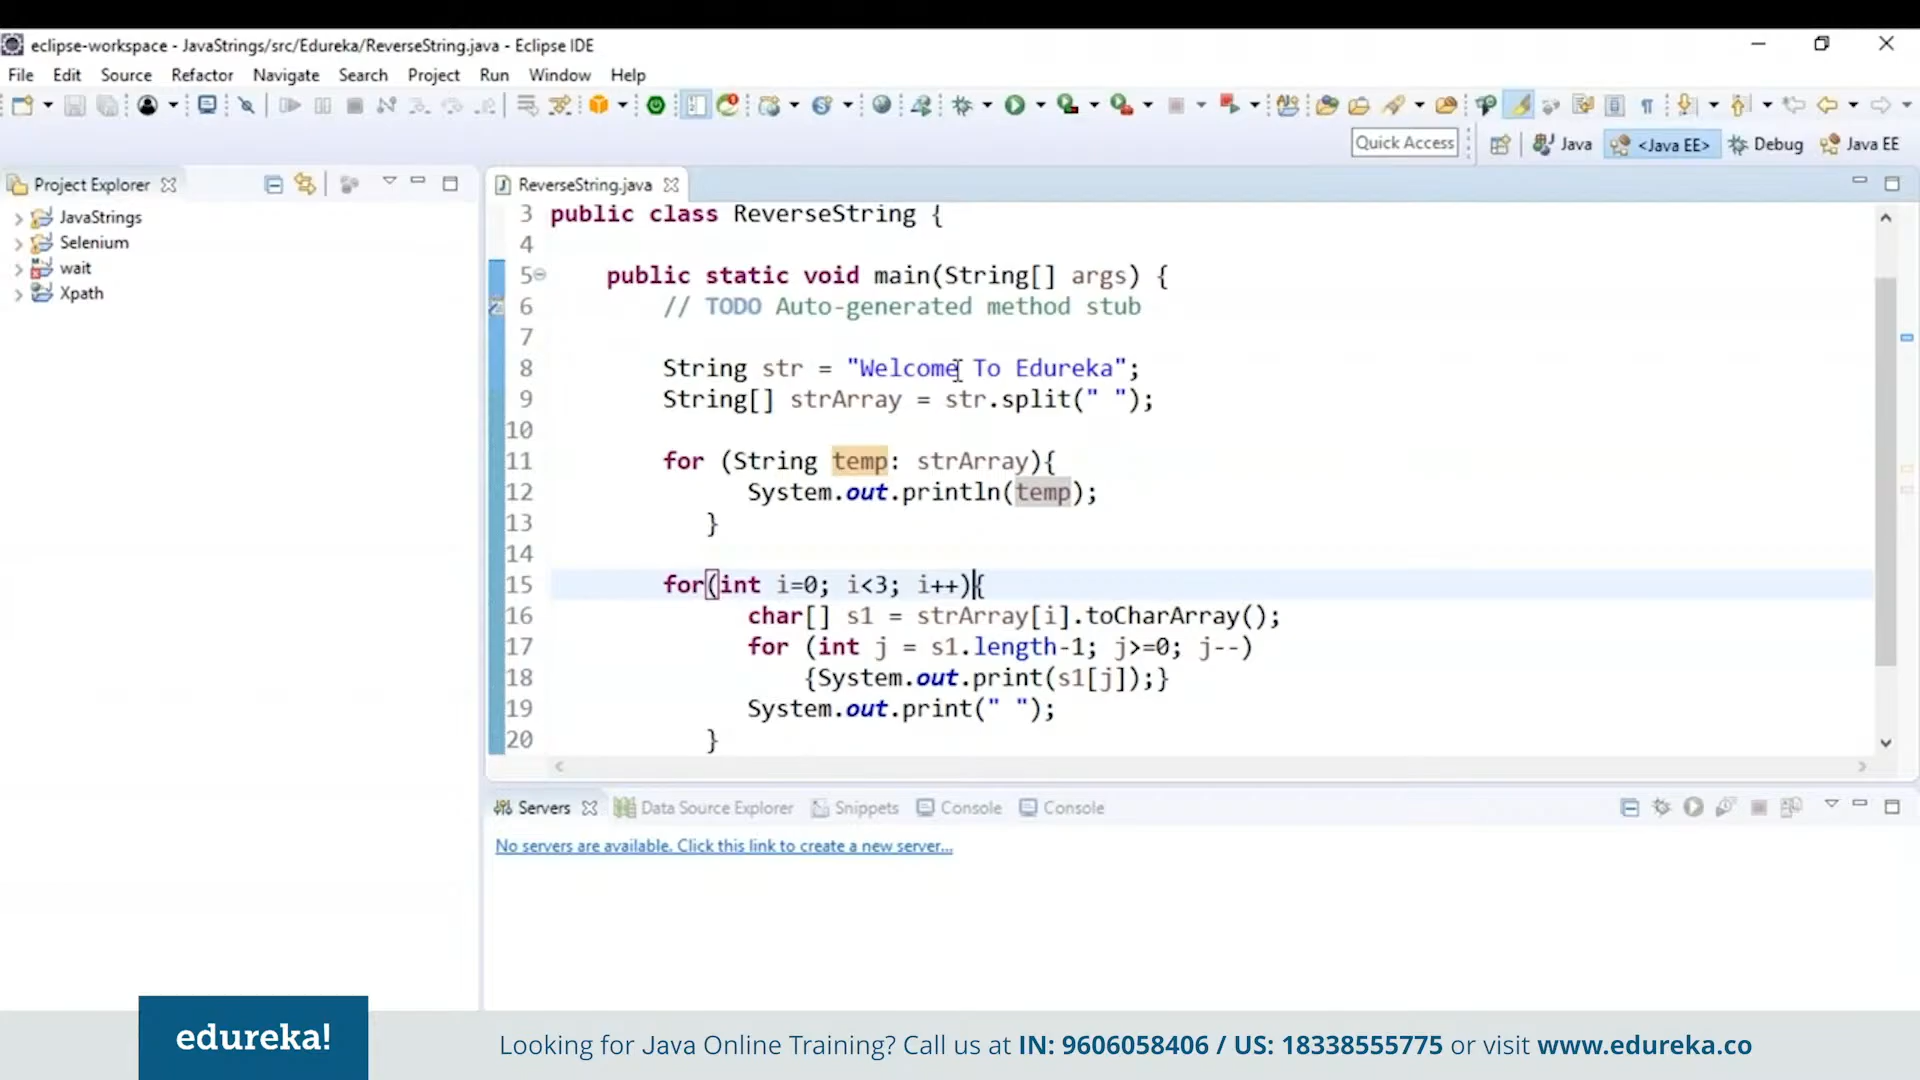 eclipse-workspace - JavaStrings/src/Edureka/ReverseString.java - Eclipse IDE
File Edit Source Refactor Navigate Search Project Run Window Help
Quick Access Java <Java EE> Debug Java EE
Project Explorer
JavaStrings
Selenium
wait
Xpath
ReverseString.java
3 public class ReverseString {
4
5 public static void main(String[] args) {
6 // TODO Auto-generated method stub
7
8 String str = "Welcome To Edureka";
9 String[] strArray = str.split(" ");
10
11 for (String temp: strArray){
12 System.out.println(temp);
13 }
14
15 for(int i=0; i<3; i++){
16 char[] s1 = strArray[i].toCharArray();
17 for (int j = s1.length-1; j>=0; j--)
18 {System.out.print(s1[j]);}
19 System.out.print(" ");
20 }
Servers Data Source Explorer Snippets Console Console
No servers are available. Click this link to create a new server...
edureka!
Looking for Java Online Training? Call us at IN: 9606058406 / US: 18338555775 or visit www.edureka.co